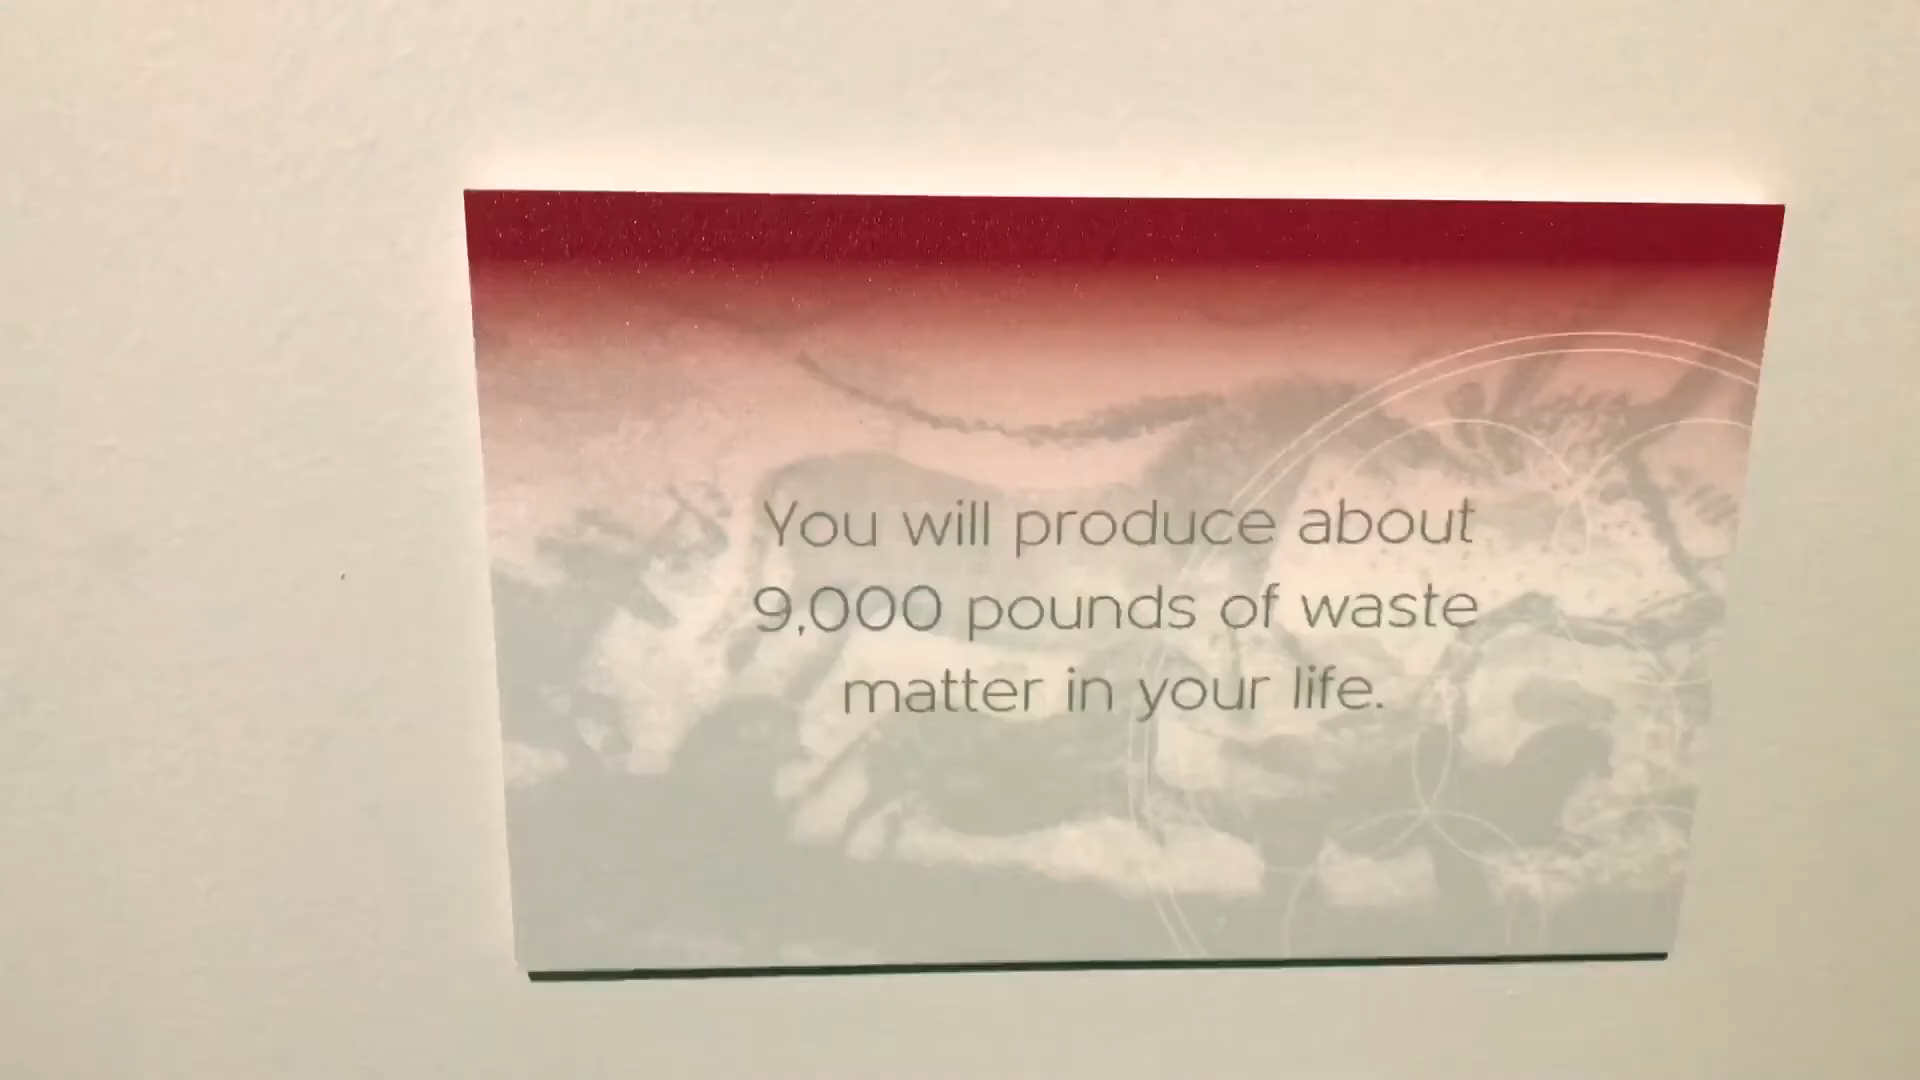 You will produce about
9,000 pounds of waste
matter in your life.